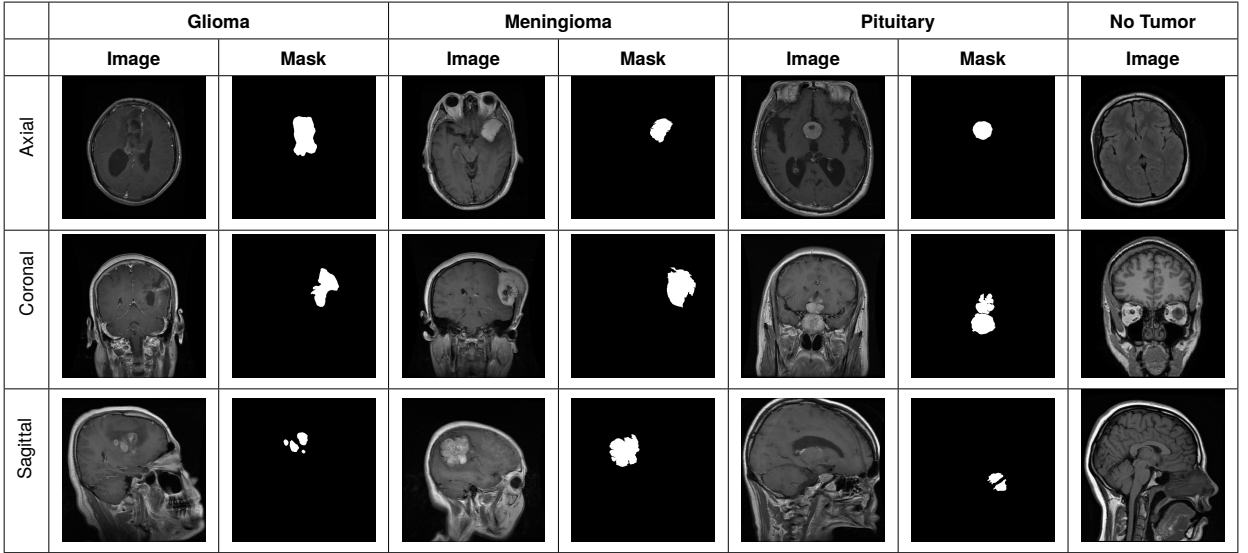 Glioma Meningioma Pituitary No Tumor
Image Mask Image Mask Image Mask Image
Axial
Coronal
Sagittal